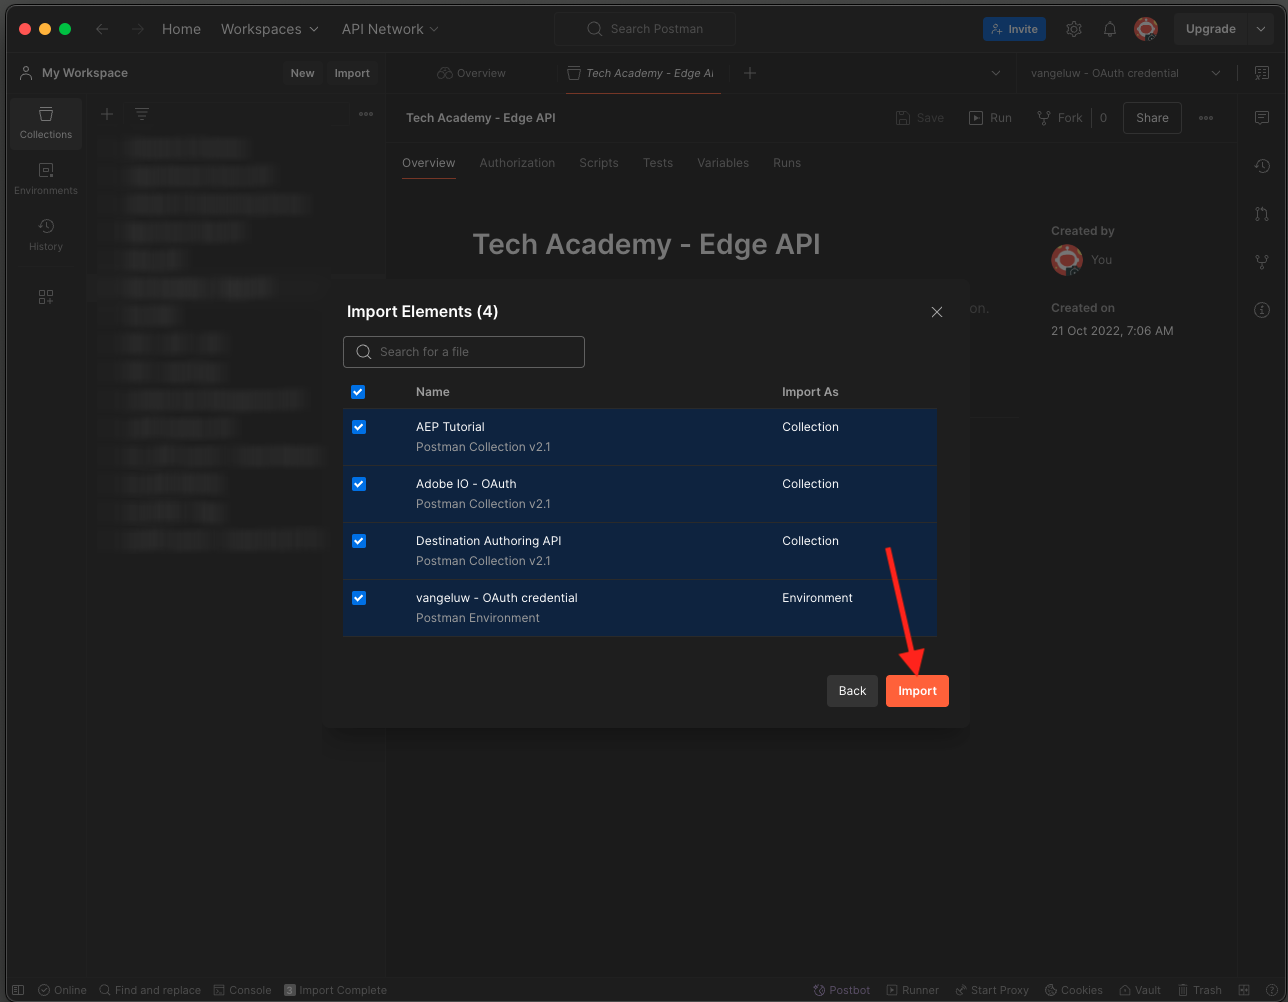 Home
Workspaces
API Network
Search Postman
Invite
Upgrade
My Workspace
New
Import
Overview
Tech Academy - Edge AI
vangeluw - OAuth credential
Collections
Environments
History
Tech Academy - Edge API
Save
Run
Fork
0
Share
Overview
Authorization
Scripts
Tests
Variables
Runs
Tech Academy - Edge API
Created by
You
on.
Created on
21 Oct 2022, 7:06 AM
Import Elements (4)
Search for a file
Name
Import As
AEP Tutorial
Collection
Postman Collection v2.1
Adobe IO - OAuth
Collection
Postman Collection v2.1
Destination Authoring API
Collection
Postman Collection v2.1
vangeluw - OAuth credential
Environment
Postman Environment
Back
Import
Online
Find and replace
Console
3
Import Complete
Postbot
Runner
Start Proxy
Cookies
Vault
Trash